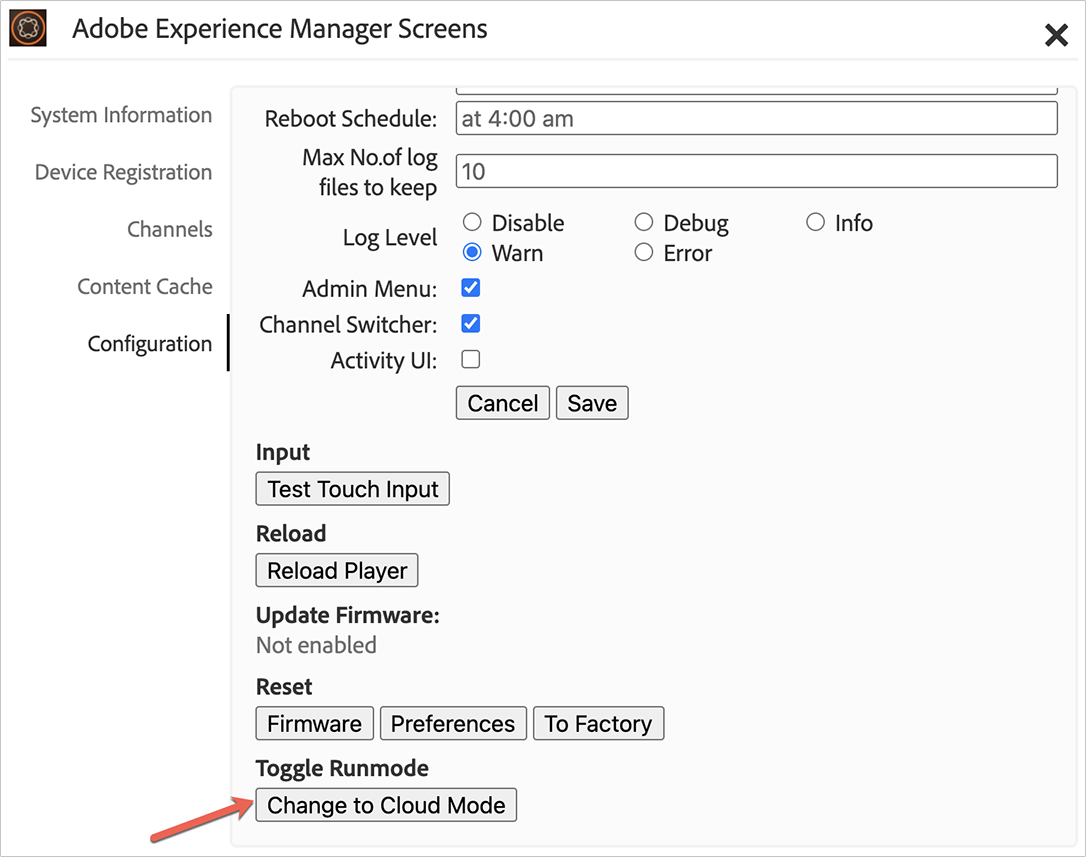 Adobe Experience Manager Screens
System Information
Device Registration
Channels
Content Cache
Configuration
Reboot Schedule: at 4:00 am
Max No.of log
files to keep
10
Log Level
Disable Debug Info
Warn Error
Admin Menu:
Channel Switcher:
Activity UI:
Cancel Save
Input
Test Touch Input
Reload
Reload Player
Update Firmware:
Not enabled
Reset
Firmware Preferences To Factory
Toggle Runmode
Change to Cloud Mode